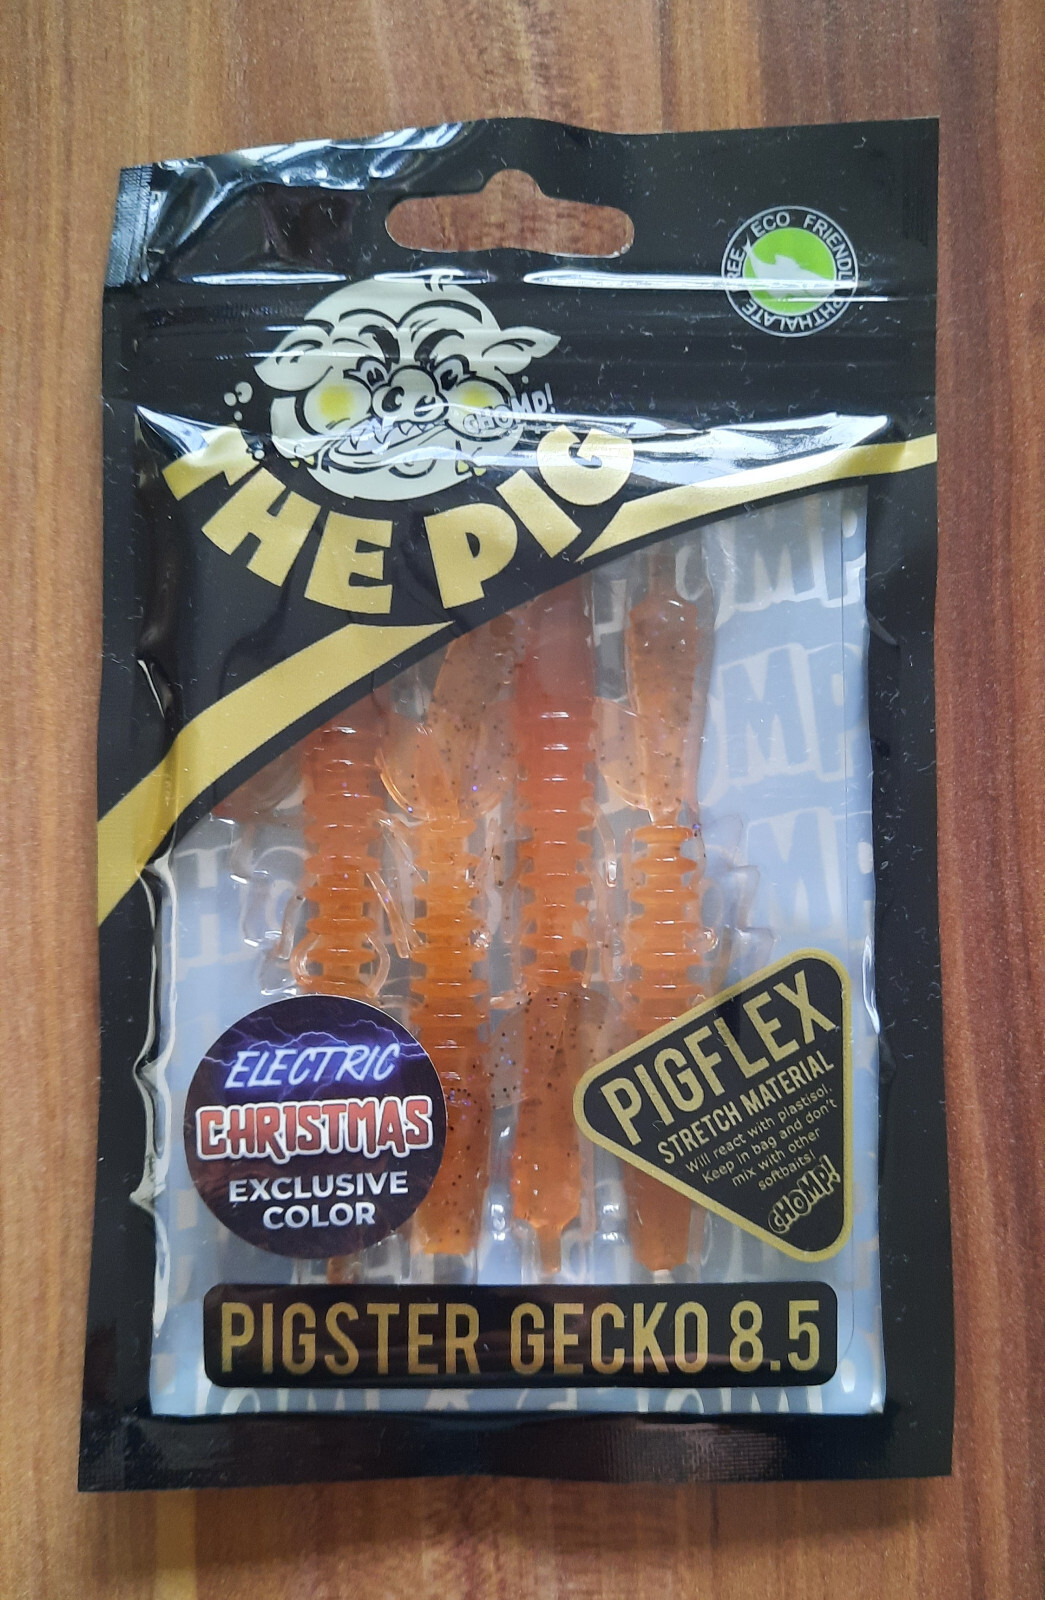 ECO FRIENDLY
PHTHALATE FREE
CHOMP!
THE PIG
PIGFLEX
STRETCH MATERIAL
Will react with plastisol.
Keep in bag and don't
mix with other
softbaits!
CHOMP!
ELECTRIC
CHRISTMAS
EXCLUSIVE
COLOR
PIGSTER GECKO 8.5